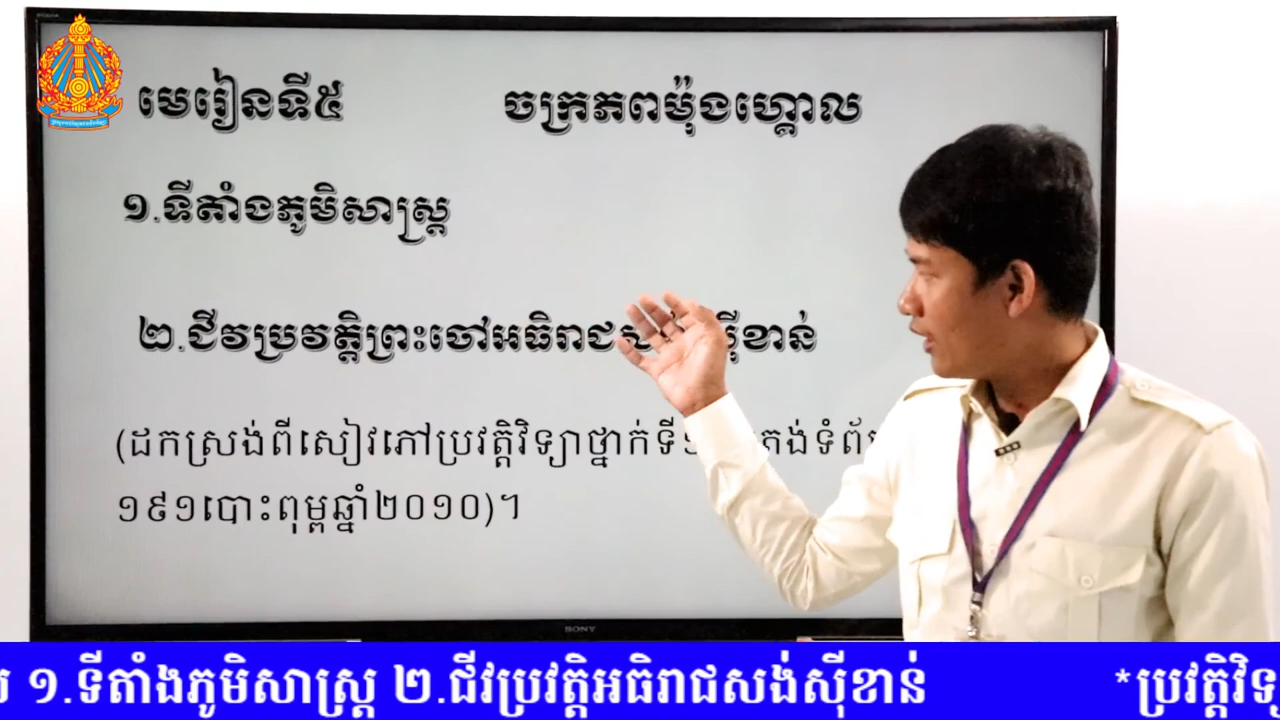 មេរៀនទី៥ ចក្រភពម៉ុងហ្គោល
១.ទីតាំងភូមិសាស្ត្រ
២.ជីវប្រវត្តិព្រះចៅអធិរាជ ស៊ីខាន់
(ដកស្រង់ពីសៀវភៅប្រវត្តិវិទ្យាថ្នាក់ទី
១៩១បោះពុម្ពឆ្នាំ២០១០)។
SONY
១.ទីតាំងភូមិសាស្ត្រ ២.ជីវប្រវត្តិអធិរាជសង់ស៊ីខាន់ *ប្រវត្តិវិទ្យ